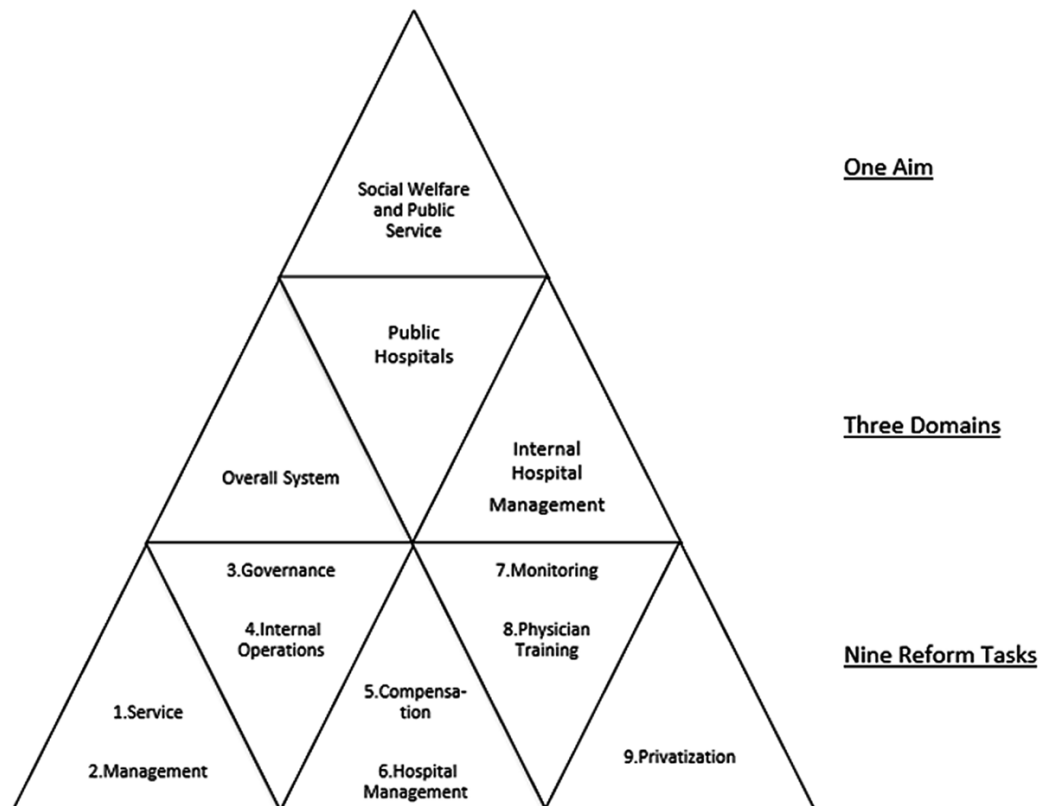 Social Welfare
and Public
Service
One Aim
Public
Hospitals
Overall System
Internal
Hospital
Management
Three Domains
3.Governance
4.Internal
Operations
7.Monitoring
8.Physician
Training
Nine Reform Tasks
1.Service
2.Management
5.Compensa-
tion
6.Hospital
Management
9.Privatization